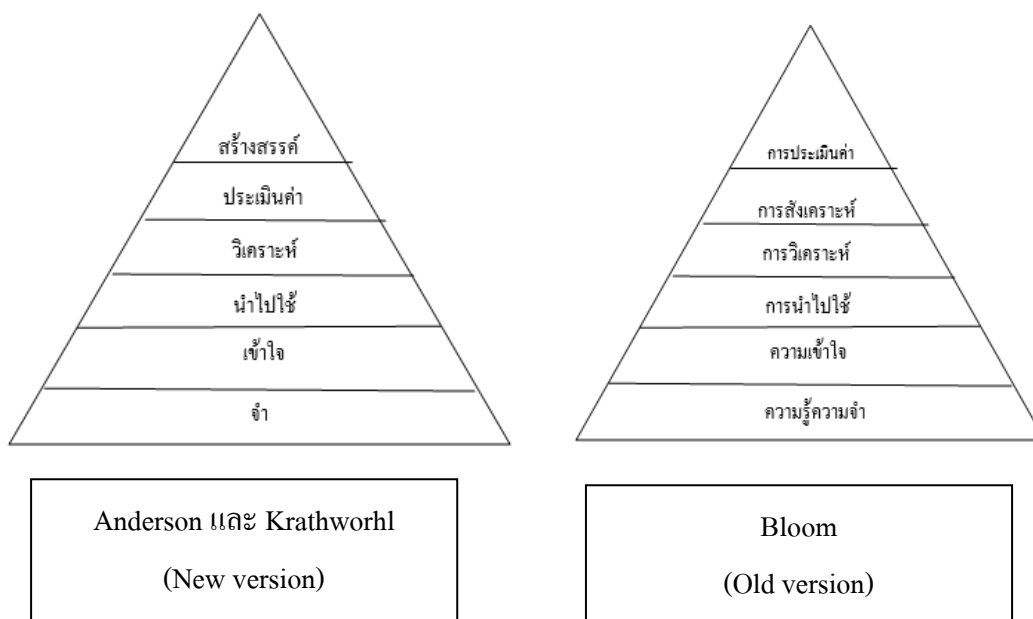 สร้างสรรค์
ประเมินค่า
วิเคราะห์
นำไปใช้
เข้าใจ
จำ
Anderson และ Krathworhl
(New version)
การประเมินค่า
การสังเคราะห์
การวิเคราะห์
การนำไปใช้
ความเข้าใจ
ความรู้ความจำ
Bloom
(Old version)